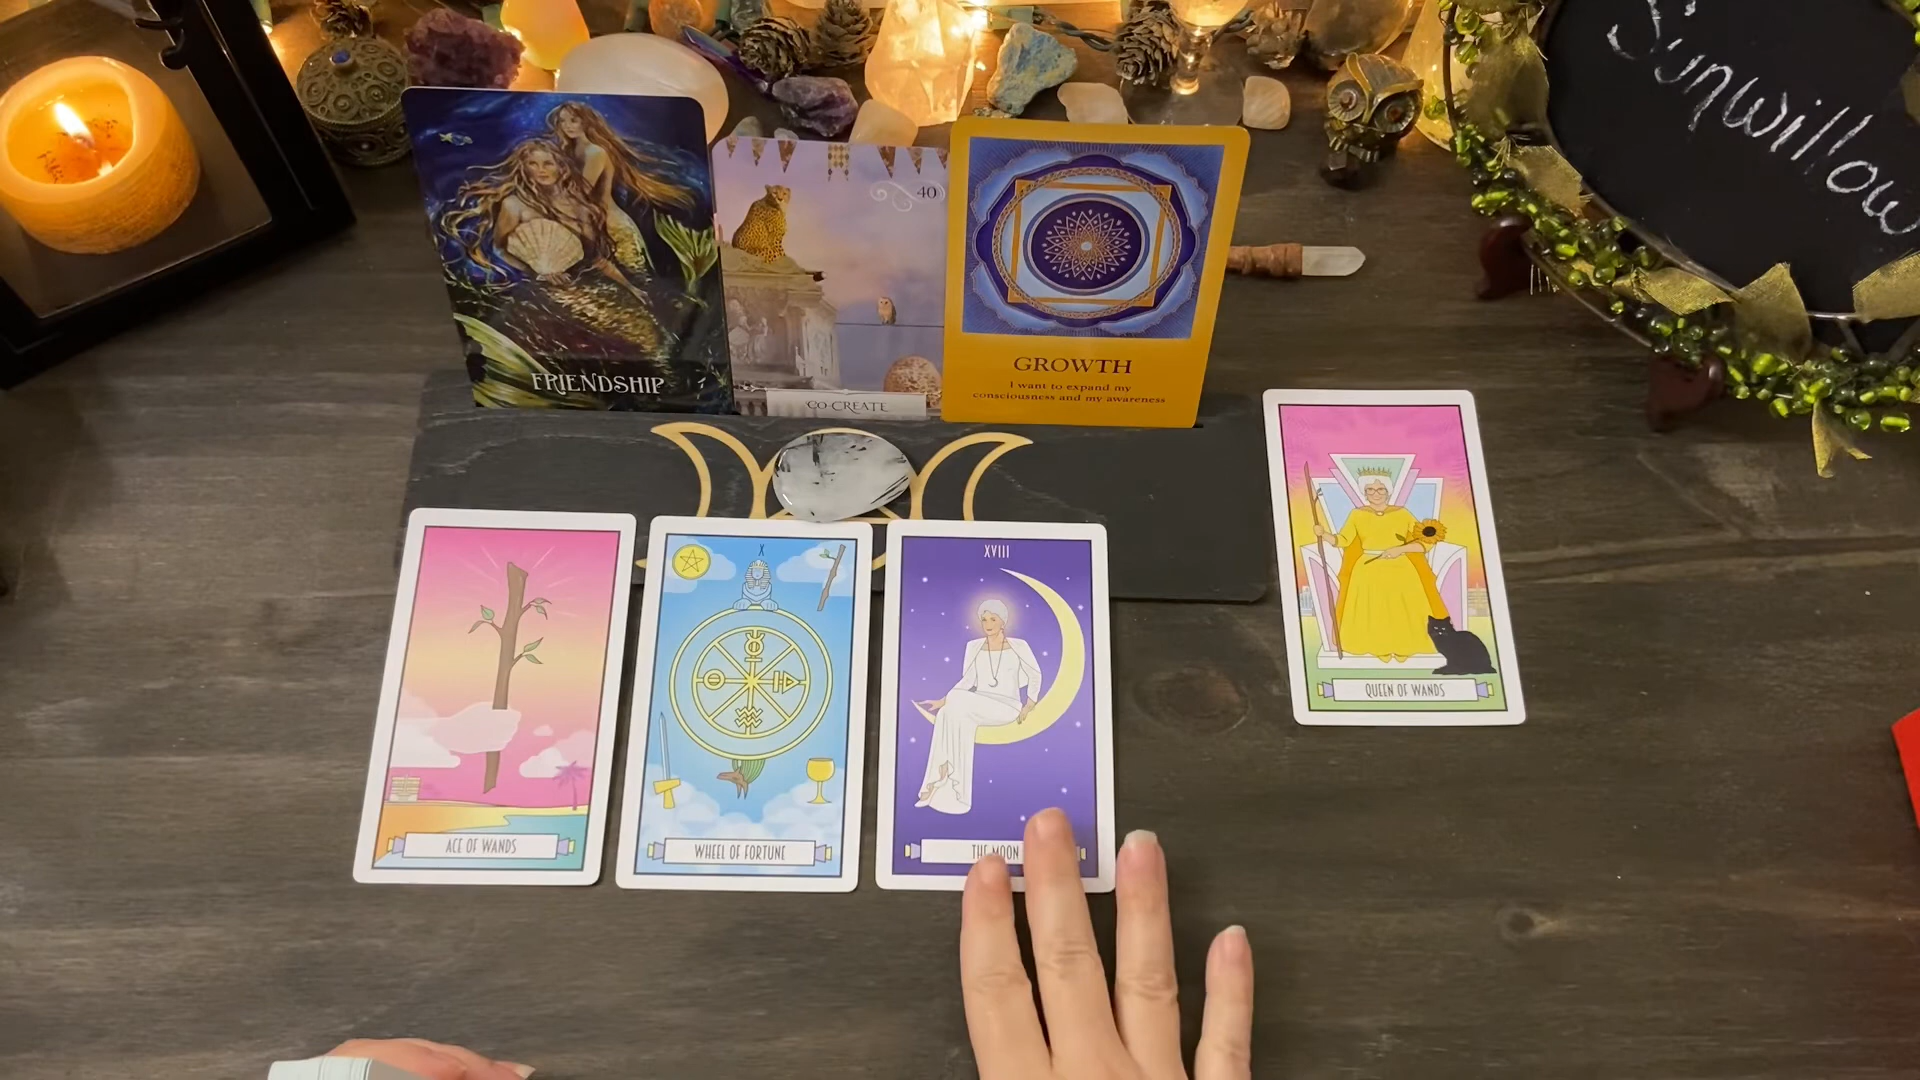 Sunwillow
FRIENDSHIP
40
CO-CREATE
GROWTH
I want to expand my
consciousness and my awareness
ACE OF WANDS
X
WHEEL OF FORTUNE
XVIII
THE MOON
QUEEN OF WANDS